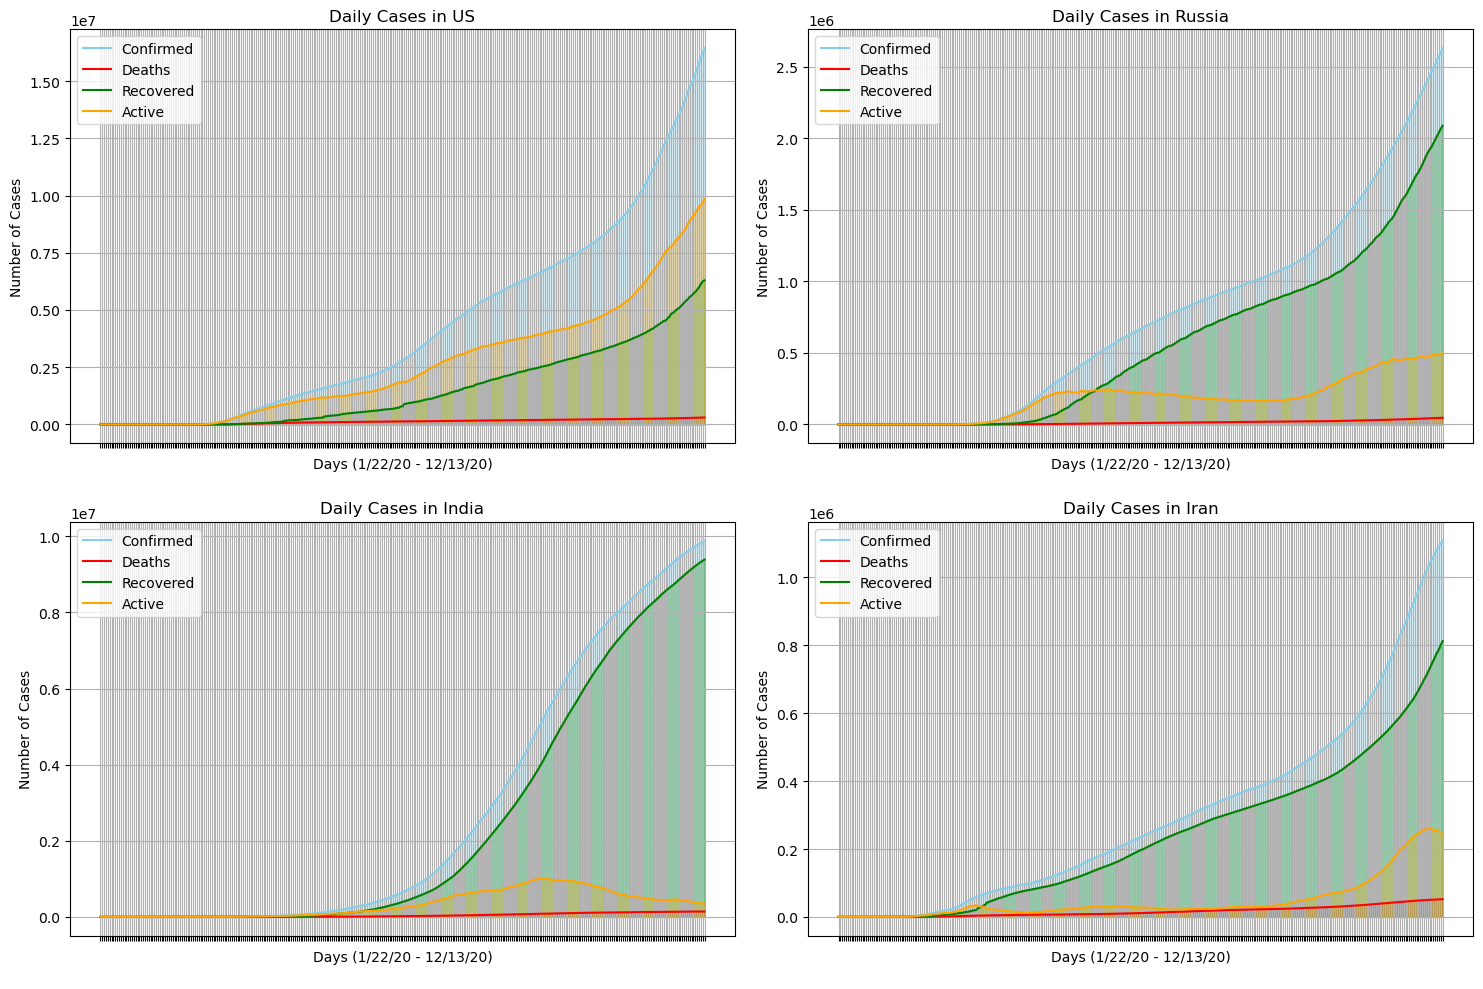 Daily Cases in US
1e7
Confirmed
Deaths
Recovered
Active
1.50
1.25
1.00
0.75
0.50
0.25
0.00
Number of Cases
Days (1/22/20 - 12/13/20)
Daily Cases in Russia
1e6
Confirmed
Deaths
Recovered
Active
2.5
2.0
1.5
1.0
0.5
0.0
Number of Cases
Days (1/22/20 - 12/13/20)
Daily Cases in India
1e7
Confirmed
Deaths
Recovered
Active
1.0
0.8
0.6
0.4
0.2
0.0
Number of Cases
Days (1/22/20 - 12/13/20)
Daily Cases in Iran
1e6
Confirmed
Deaths
Recovered
Active
1.0
0.8
0.6
0.4
0.2
0.0
Number of Cases
Days (1/22/20 - 12/13/20)